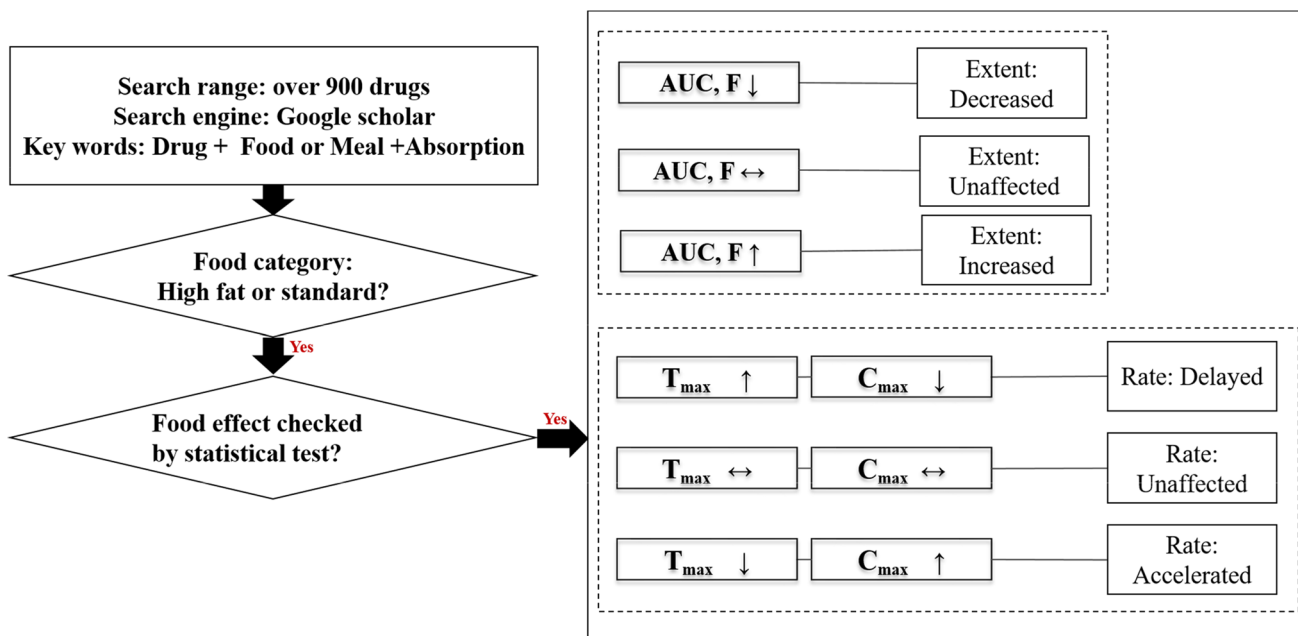 Search range: over 900 drugs
Search engine: Google scholar
Key words: Drug + Food or Meal +Absorption
Food category:
High fat or standard?
Yes
Food effect checked
by statistical test?
Yes
AUC, F ↓
Extent:
Decreased
AUC, F ↔
Extent:
Unaffected
AUC, F ↑
Extent:
Increased
Tmax ↑
Cmax ↓
Rate: Delayed
Tmax ↔
Cmax ↔
Rate:
Unaffected
Tmax ↓
Cmax ↑
Rate:
Accelerated